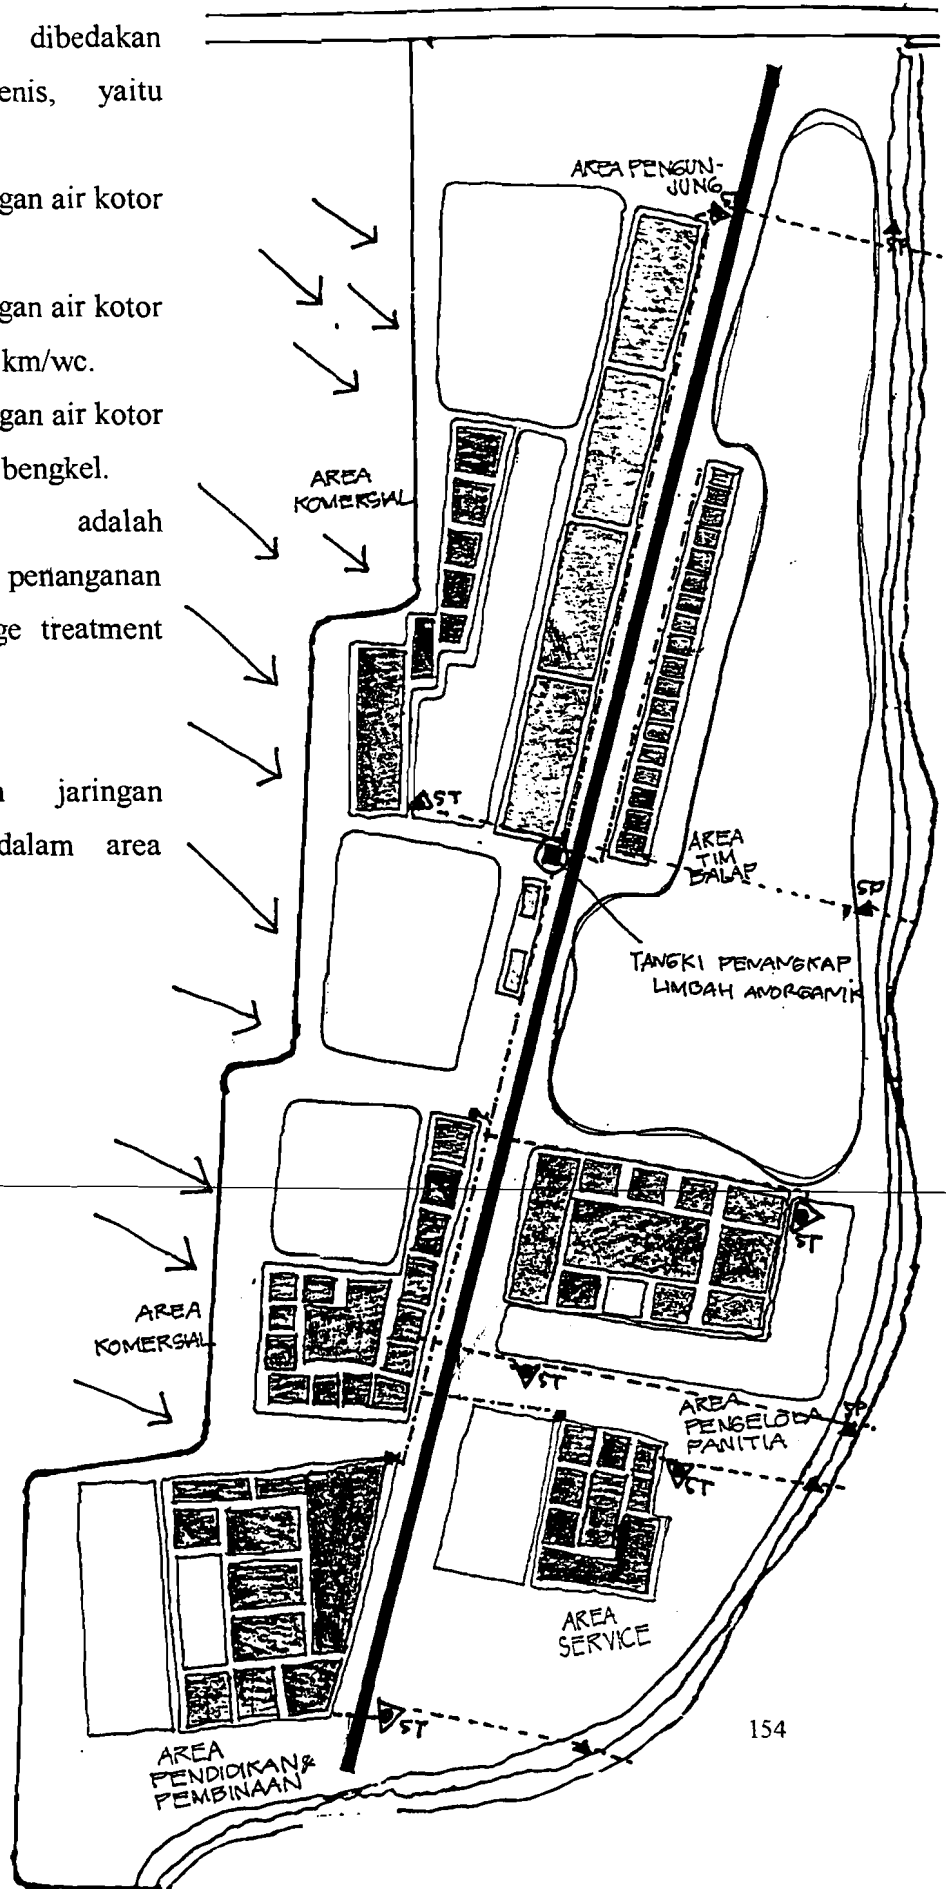 dibedakan
enis, yaitu
gan air kotor
gan air kotor
km/wc.
gan air kotor
bengkel.
adalah
penanganan
ge treatment
jaringan
dalam area
AREA PENGUN-
JUNG
ST
SP
AREA
KOMERSIAL
ST
AREA
TIM
BALAP
SP
TANGKI PENANGKAP
LIMBAH ANORGANIK
ST
AREA
KOMERSIAL
ST
AREA
PENGELOLA
PANITIA
SP
ST
AREA
SERVICE
ST
AREA
PENDIDIKAN &
PEMBINAAN
154